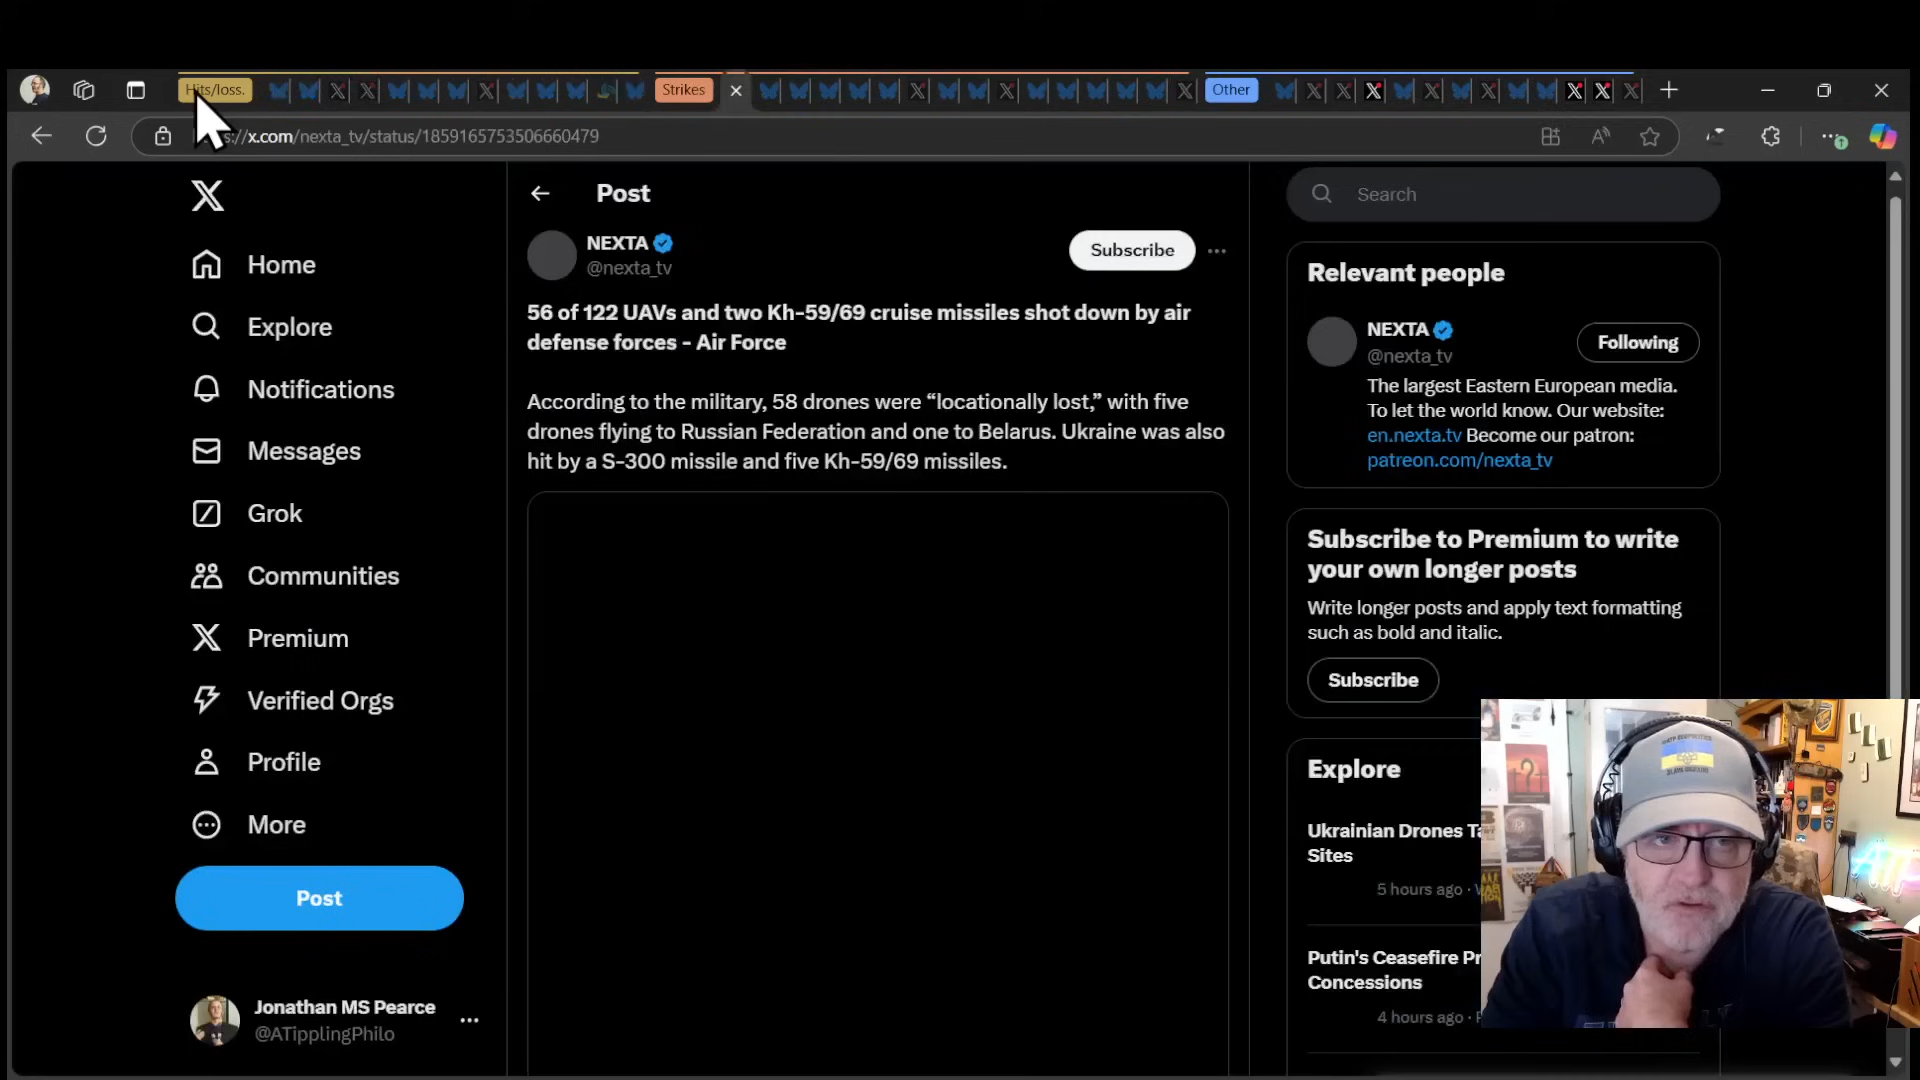 Hits/loss.
Strikes
Other
x.com/nexta_tv/status/1859165753506660479
Home
Explore
Notifications
Messages
Grok
Communities
Premium
Verified Orgs
Profile
More
Post
Jonathan MS Pearce
@ATipplingPhilo
Post
NEXTA
@nexta_tv
Subscribe
56 of 122 UAVs and two Kh-59/69 cruise missiles shot down by air
defense forces - Air Force
According to the military, 58 drones were “locationally lost,” with five
drones flying to Russian Federation and one to Belarus. Ukraine was also
hit by a S-300 missile and five Kh-59/69 missiles.
Search
Relevant people
NEXTA
@nexta_tv
Following
The largest Eastern European media.
To let the world know. Our website:
en.nexta.tv Become our patron:
patreon.com/nexta_tv
Subscribe to Premium to write
your own longer posts
Write longer posts and apply text formatting
such as bold and italic.
Subscribe
Explore
Ukrainian Drones
Sites
5 hours ago
Putin's Ceasefire
Concessions
4 hours ago